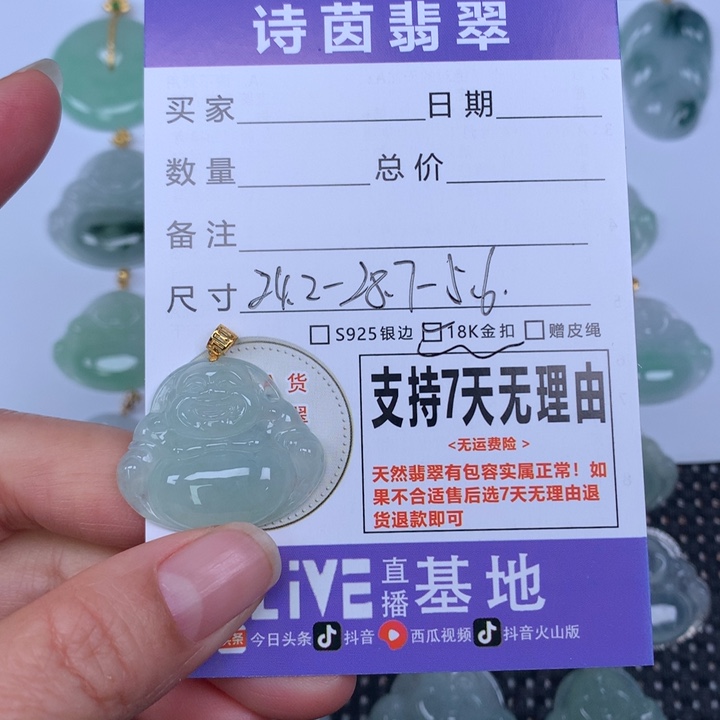 诗茵翡翠
买家 日期
数量 总价
备注
尺寸 24.2-28.7-5.6.
S925银边 18K金扣 赠皮绳
货
支持7天无理由
<无运费险>
天然翡翠有包容实属正常！如
果不合适售后选7天无理由退
货退款即可
LiVE 直播 基地
今日头条 抖音 西瓜视频 抖音火山版